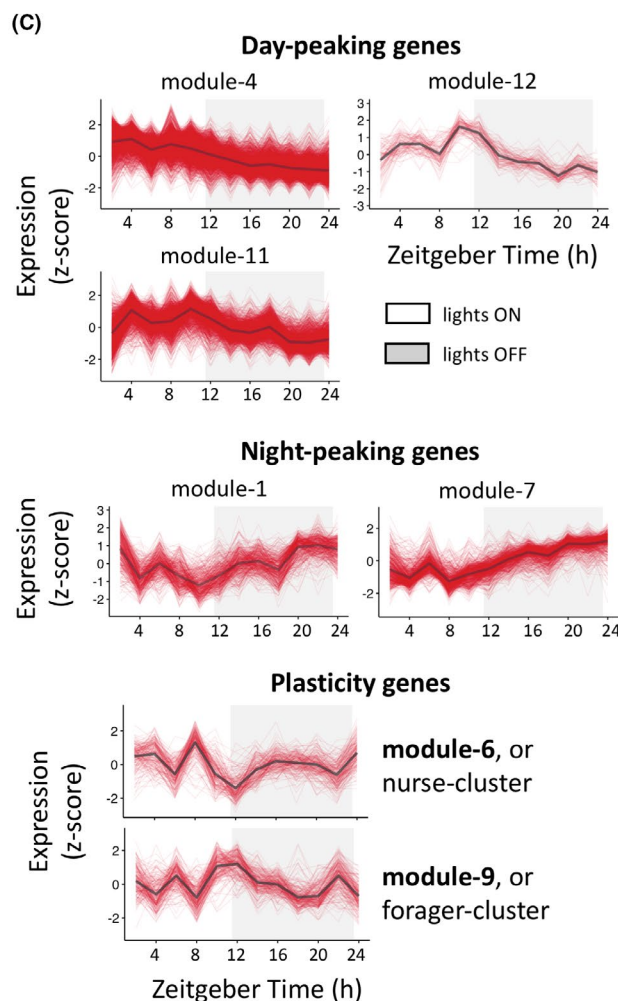 (C)
Day-peaking genes
module-4
module-12
Expression
(z-score)
2
0
-2
4 8 12 16 20 24
3
2
1
0
-1
-2
-3
4 8 12 16 20 24
Zeitgeber Time (h)
module-11
2
1
0
-2
4 8 12 16 20 24
lights ON
lights OFF
Night-peaking genes
module-1
module-7
Expression
(z-score)
3
2
1
0
-1
-2
4 8 12 16 20 24
2
1
0
-1
-2
4 8 12 16 20 24
Plasticity genes
Expression
(z-score)
2
0
-2
module-6, or
nurse-cluster
2
1
0
-2
4 8 12 16 20 24
module-9, or
forager-cluster
Zeitgeber Time (h)